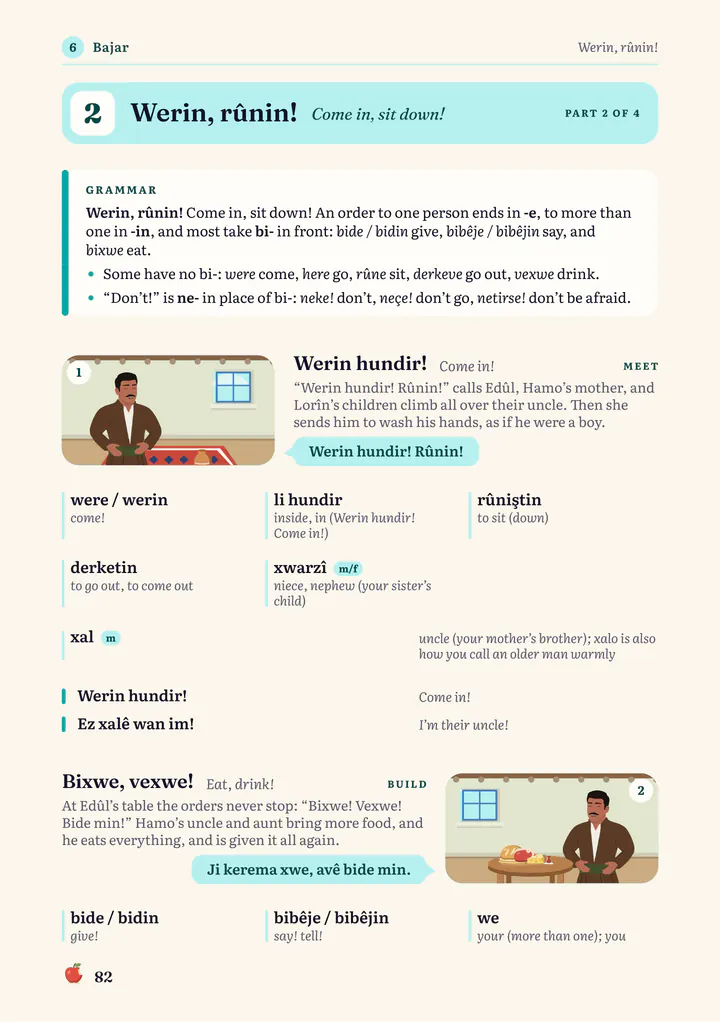 6 Bajar
Werin, rûnin!
2 Werin, rûnin! Come in, sit down! PART 2 OF 4
GRAMMAR
Werin, rûnin! Come in, sit down! An order to one person ends in -e, to more than
one in -in, and most take bi- in front: bide / bidin give, bibêje / bibêjin say, and
bixwe eat.
• Some have no bi-: were come, here go, rûne sit, derkeve go out, vexwe drink.
• “Don’t!” is ne- in place of bi-: neke! don’t, neçe! don’t go, netirse! don’t be afraid.
1
Werin hundir! Come in! MEET
“Werin hundir! Rûnin!” calls Edûl, Hamo’s mother, and
Lorîn’s children climb all over their uncle. Then she
sends him to wash his hands, as if he were a boy.
Werin hundir! Rûnin!
were / werin
come!
li hundir
inside, in (Werin hundir!
Come in!)
rûniştin
to sit (down)
derketin
to go out, to come out
xwarzî m/f
niece, nephew (your sister’s
child)
xal m
uncle (your mother’s brother); xalo is also
how you call an older man warmly
Werin hundir!
Come in!
Ez xalê wan im!
I’m their uncle!
Bixwe, vexwe! Eat, drink! BUILD
At Edûl’s table the orders never stop: “Bixwe! Vexwe!
Bide min!” Hamo’s uncle and aunt bring more food, and
he eats everything, and is given it all again.
Ji kerema xwe, avê bide min.
2
bide / bidin
give!
bibêje / bibêjin
say! tell!
we
your (more than one); you
82